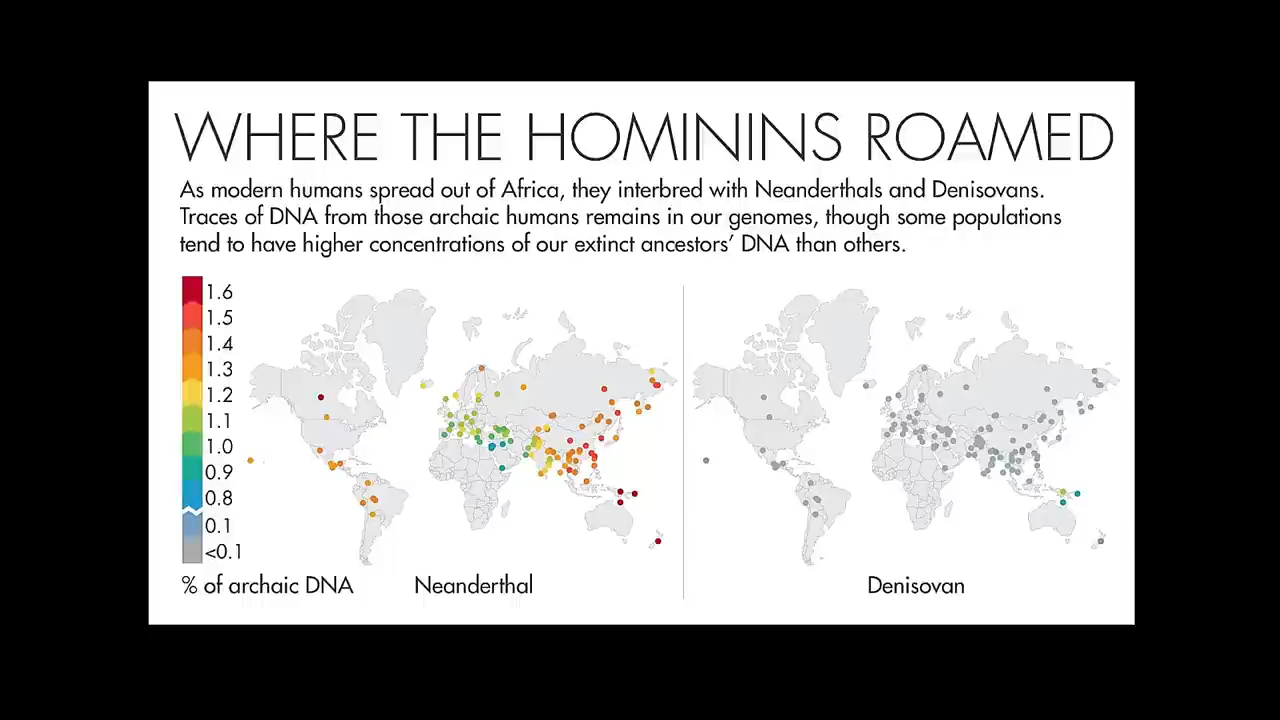 WHERE THE HOMININS ROAMED
As modern humans spread out of Africa, they interbred with Neanderthals and Denisovans.
Traces of DNA from those archaic humans remains in our genomes, though some populations
tend to have higher concentrations of our extinct ancestors’ DNA than others.
1.6
1.5
1.4
1.3
1.2
1.1
1.0
0.9
0.8
0.1
<0.1
% of archaic DNA
Neanderthal
Denisovan